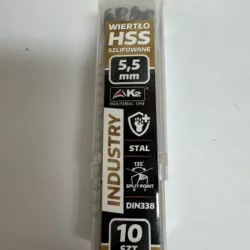 WIERTŁO
HSS
SZLIFOWANE
5,5
mm
K2
INDUSTRIAL LINE
INDUSTRY
STAL
135°
SPLIT POINT
DIN338
10
SZT.